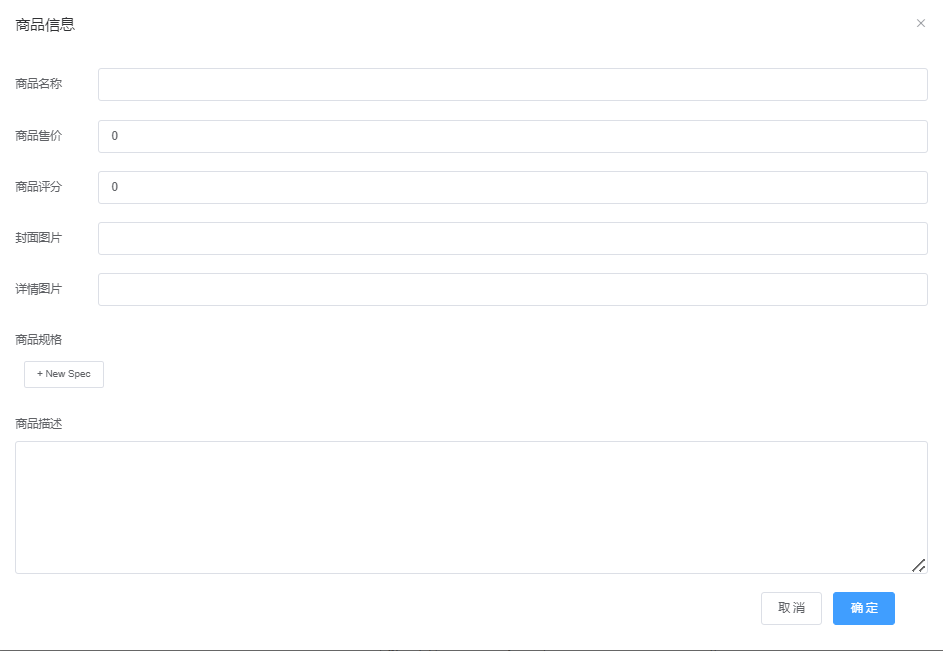 商品信息
商品名称
商品售价 0
商品评分 0
封面图片
详情图片
商品规格
+ New Spec
商品描述
取消 确定